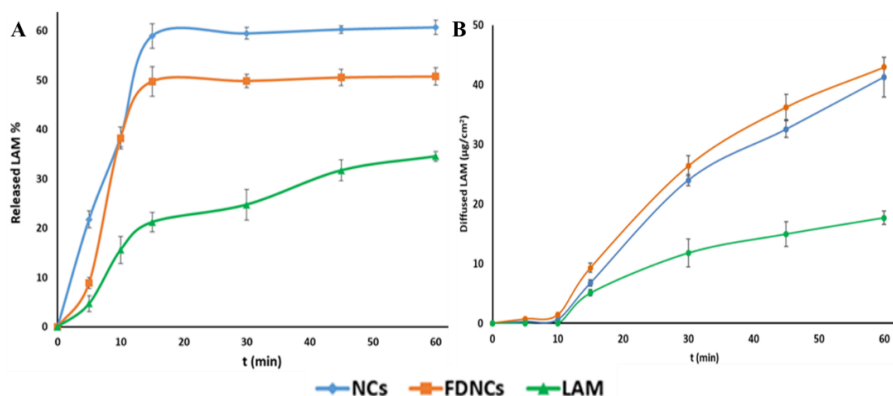 A
Released LAM %
60
50
40
30
20
10
0
0 10 20 30 40 50 60
t (min)
B
Diffused LAM (µg/cm²)
50
40
30
20
10
0
0 10 20 30 40 50 60
t (min)
NCs FDNCs LAM